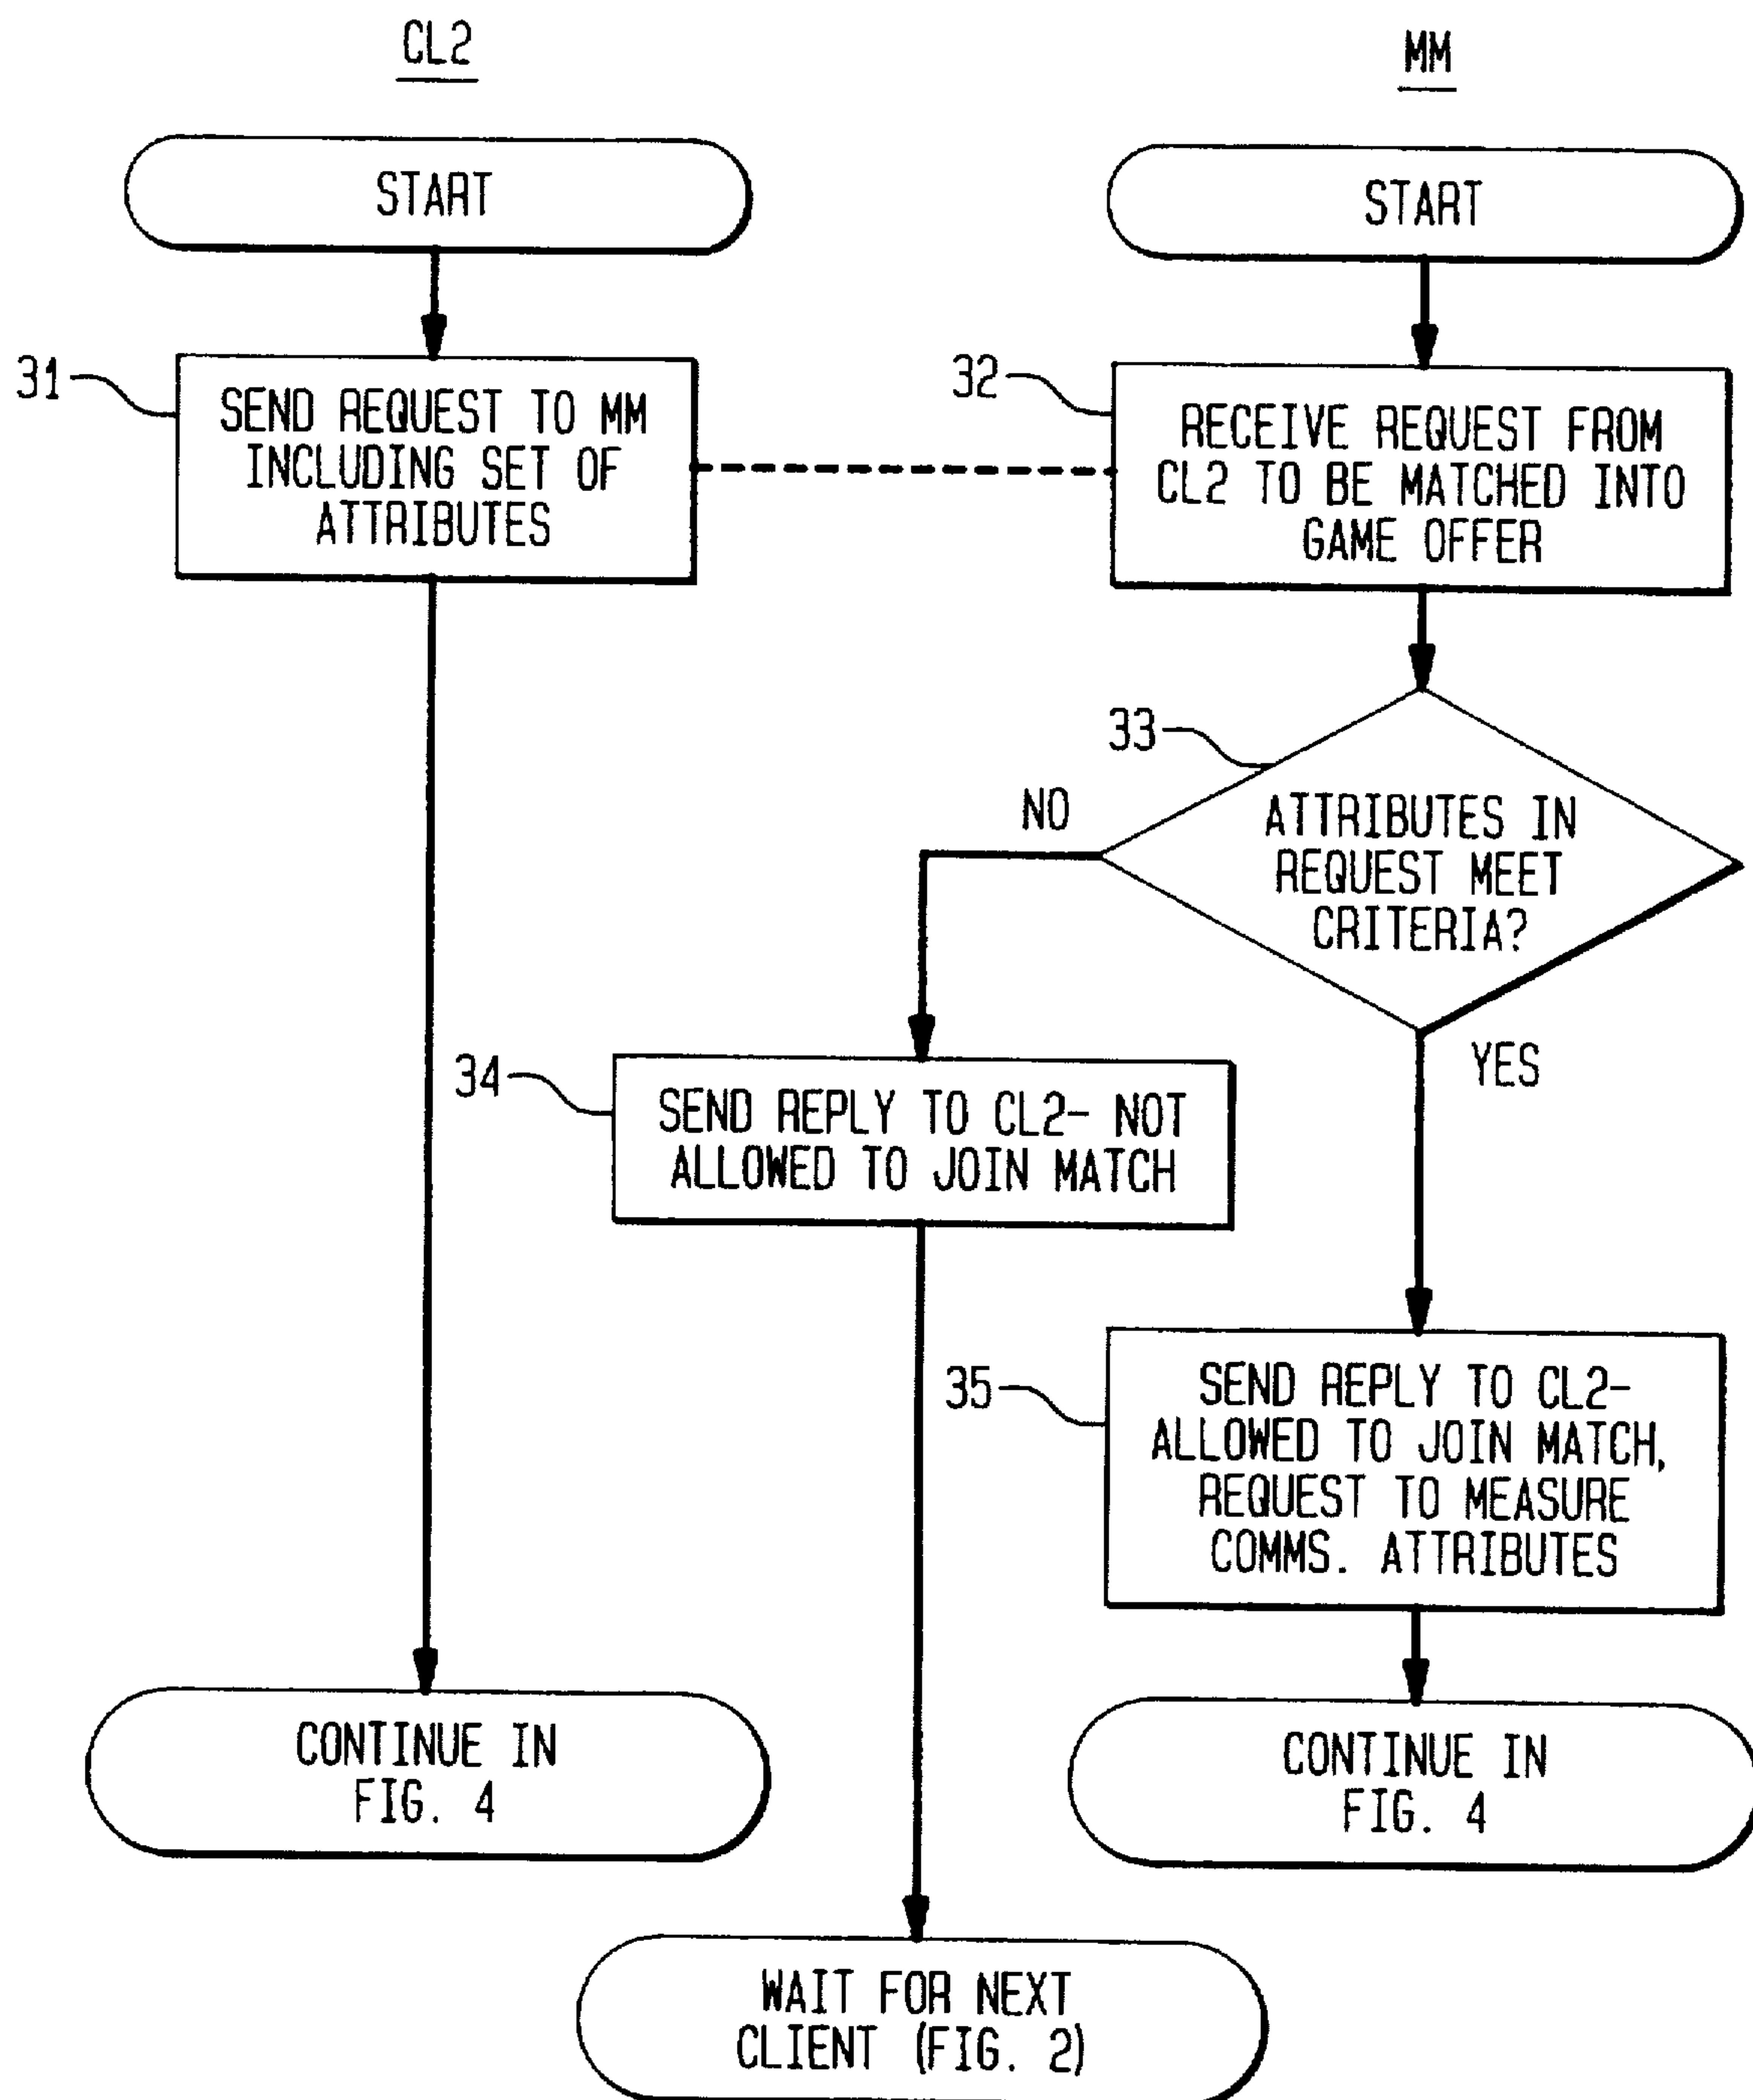 CL2
MM
START
START
31
SEND REQUEST TO MM
INCLUDING SET OF
ATTRIBUTES
32
RECEIVE REQUEST FROM
CL2 TO BE MATCHED INTO
GAME OFFER
33
NO
ATTRIBUTES IN
REQUEST MEET
CRITERIA?
YES
34
SEND REPLY TO CL2- NOT
ALLOWED TO JOIN MATCH
35
SEND REPLY TO CL2-
ALLOWED TO JOIN MATCH,
REQUEST TO MEASURE
COMMS. ATTRIBUTES
CONTINUE IN
FIG. 4
CONTINUE IN
FIG. 4
WAIT FOR NEXT
CLIENT (FIG. 2)